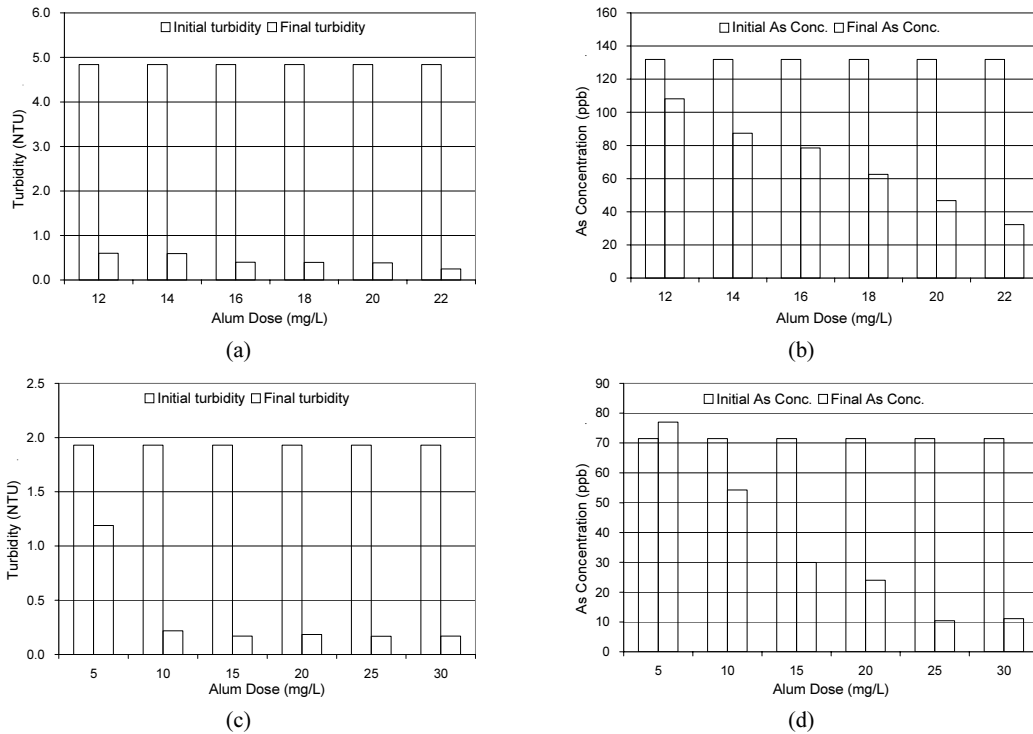 Initial turbidity Final turbidity
Turbidity (NTU)
6.0
5.0
4.0
3.0
2.0
1.0
0.0
12 14 16 18 20 22
Alum Dose (mg/L)
(a)
Initial As Conc. Final As Conc.
As Concentration (ppb)
160
140
120
100
80
60
40
20
0
12 14 16 18 20 22
Alum Dose (mg/L)
(b)
Initial turbidity Final turbidity
Turbidity (NTU)
2.5
2.0
1.5
1.0
0.5
0.0
5 10 15 20 25 30
Alum Dose (mg/L)
(c)
Initial As Conc. Final As Conc.
As Concentration (ppb)
90
80
70
60
50
40
30
20
10
0
5 10 15 20 25 30
Alum Dose (mg/L)
(d)